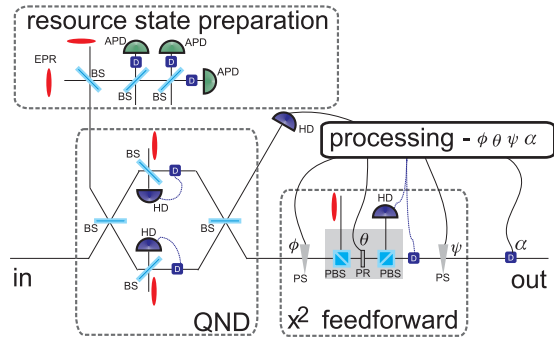 resource state preparation
EPR
BS
APD
APD
D
D
BS
BS
D
APD
HD
processing - ϕ θ ψ α
BS
D
HD
BS
BS
HD
D
BS
QND
in
ϕ
PS
PBS
θ
PR
HD
PBS
D
ψ
PS
x² feedforward
α
D
out